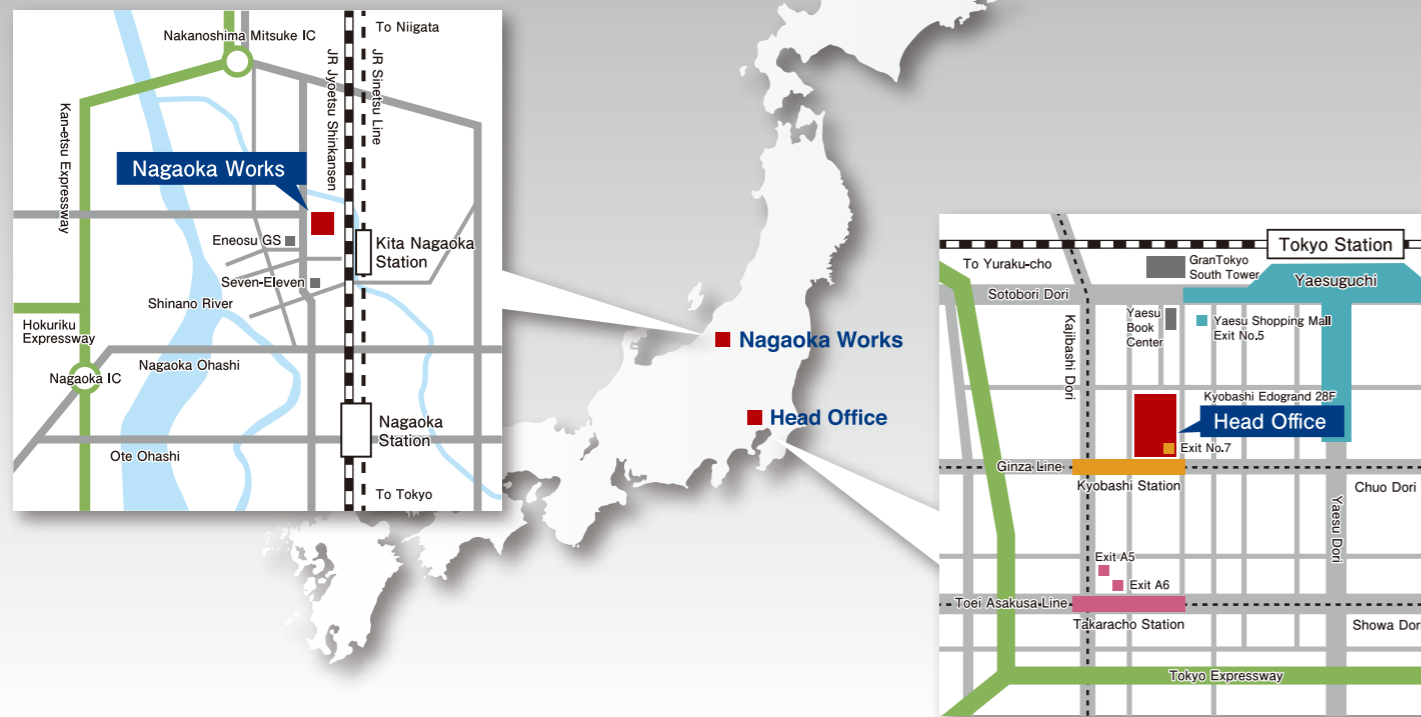 To Niigata
Nakanoshima Mitsuke IC
JR Jyoetsu Shinkansen
JR Sinetsu Line
Kan-etsu Expressway
Nagaoka Works
Eneosu GS
Kita Nagaoka
Station
Seven-Eleven
Shinano River
Hokuriku
Expressway
Nagaoka Ohashi
Nagaoka IC
Nagaoka
Station
Ote Ohashi
To Tokyo
Nagaoka Works
Head Office
Tokyo Station
To Yuraku-cho
GranTokyo
South Tower
Yaesuguchi
Sotobori Dori
Kajibashi Dori
Yaesu
Book
Center
Yaesu Shopping Mall
Exit No.5
Kyobashi Edogrand 28F
Head Office
Exit No.7
Ginza Line
Kyobashi Station
Chuo Dori
Yaesu Dori
Exit A5
Exit A6
Toei Asakusa Line
Takaracho Station
Showa Dori
Tokyo Expressway